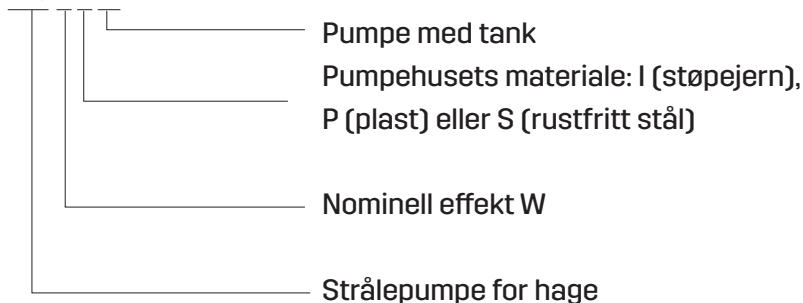 Pumpe med tank
Pumpehusets materiale: I (støpejern),
P (plast) eller S (rustfritt stål)
Nominell effekt W
Strålepumpe for hage